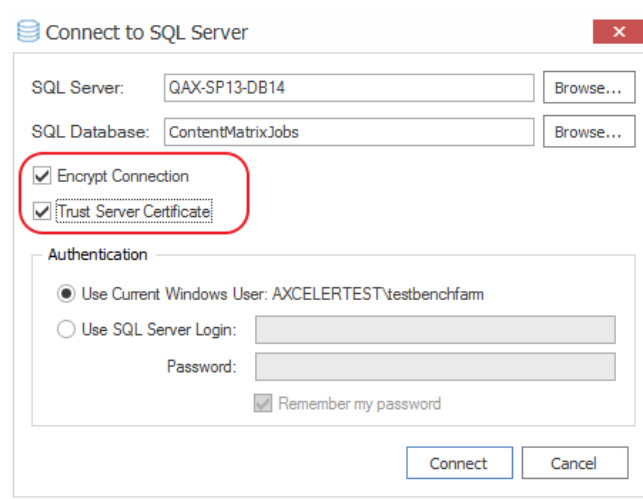 Connect to SQL Server
SQL Server: QAX-SP13-DB14 Browse...
SQL Database: ContentMatrixJobs Browse...
Encrypt Connection
Trust Server Certificate
Authentication
Use Current Windows User: AXCELERTEST\testbenchfarm
Use SQL Server Login:
Password:
Remember my password
Connect Cancel